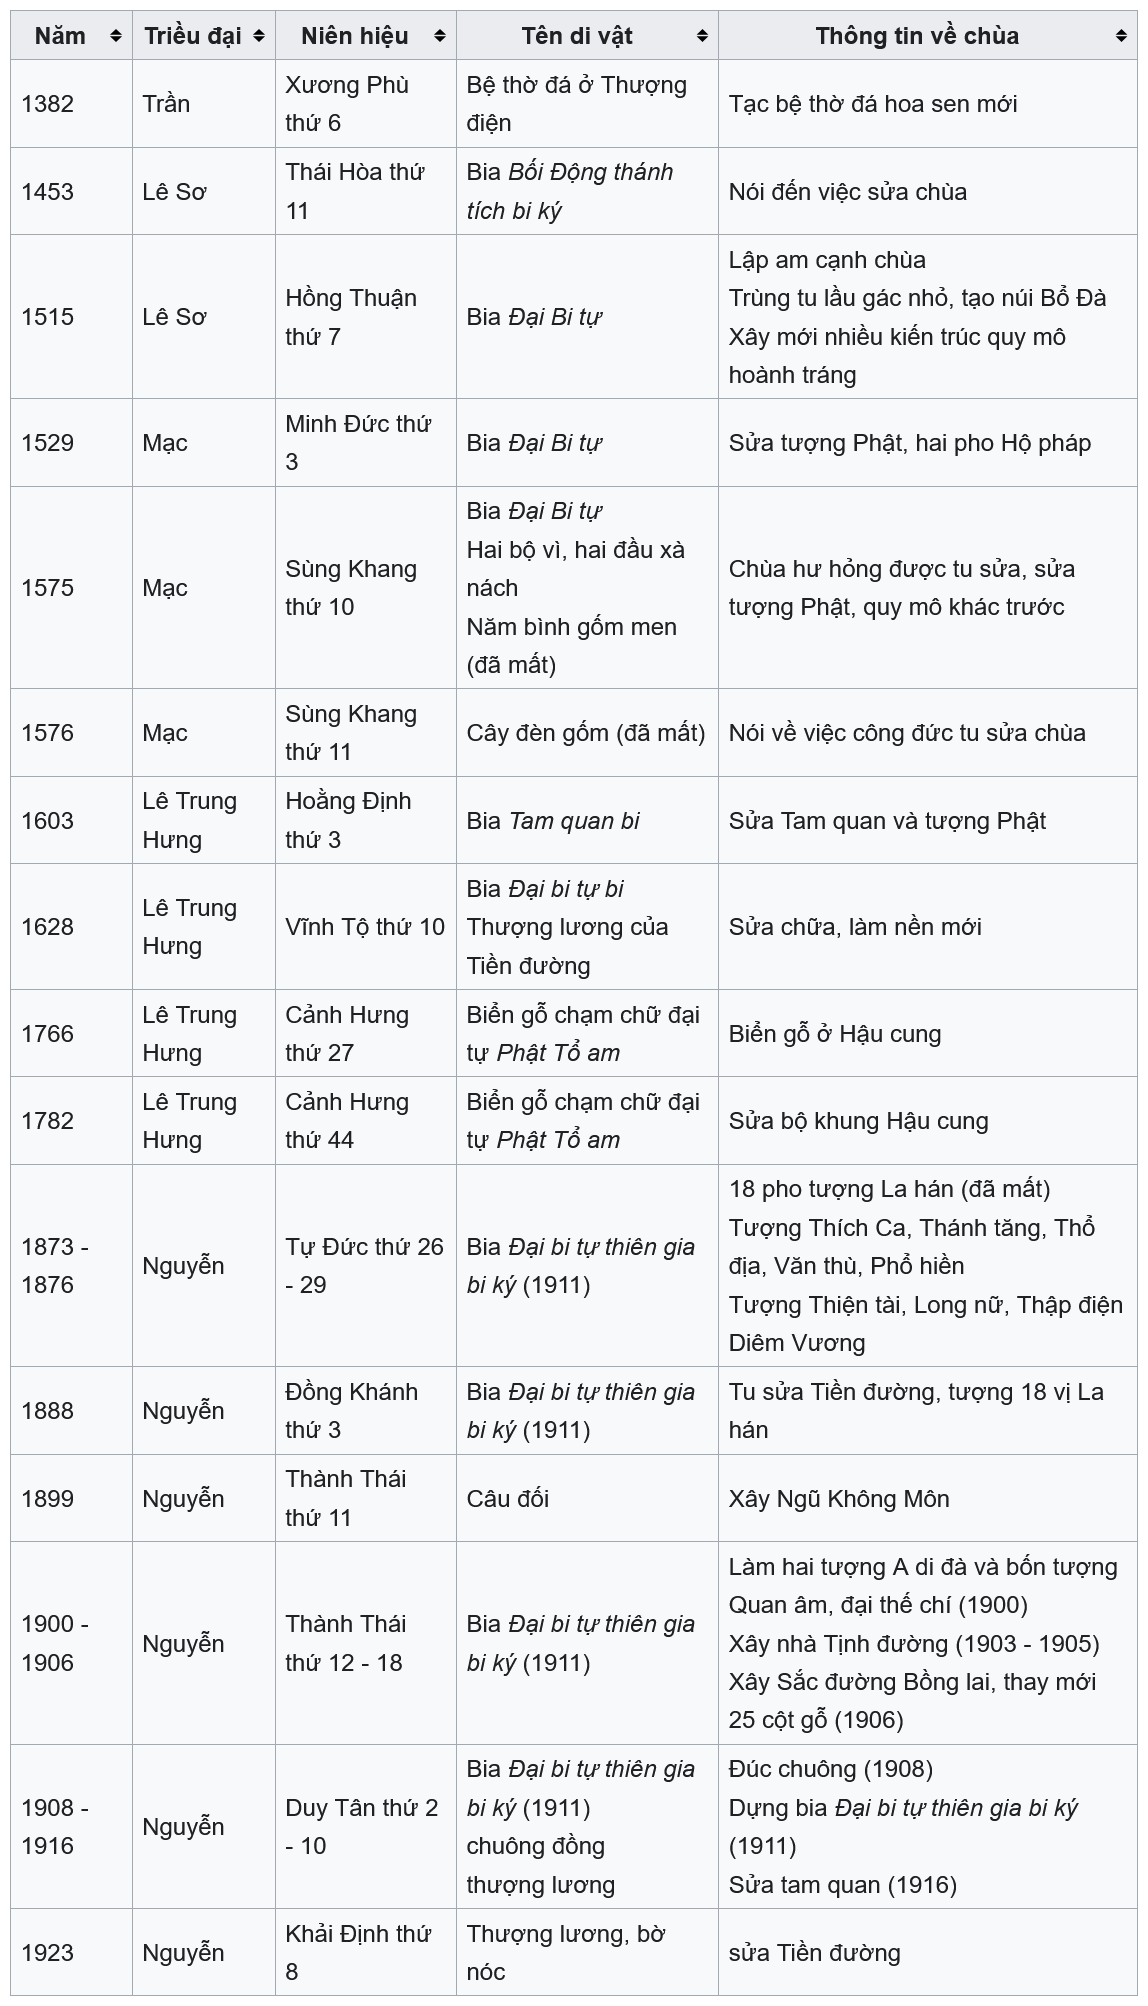 Năm Triều đại Niên hiệu Tên di vật Thông tin về chùa
1382
Trần
Xương Phù
thứ 6
Bệ thờ đá ở Thượng
điện
Tạc bệ thờ đá hoa sen mới
1453
Lê Sơ
Thái Hòa thứ
11
Bia Bối Động thánh
tích bi ký
Nói đến việc sửa chùa
1515
Lê Sơ
Hồng Thuận
thứ 7
Bia Đại Bi tự
Lập am cạnh chùa
Trùng tu lầu gác nhỏ, tạo núi Bổ Đà
Xây mới nhiều kiến trúc quy mô
hoành tráng
1529
Mạc
Minh Đức thứ
3
Bia Đại Bi tự
Sửa tượng Phật, hai pho Hộ pháp
1575
Mạc
Sùng Khang
thứ 10
Bia Đại Bi tự
Hai bộ vì, hai đầu xà
nách
Năm bình gốm men
(đã mất)
Chùa hư hỏng được tu sửa, sửa
tượng Phật, quy mô khác trước
1576
Mạc
Sùng Khang
thứ 11
Cây đèn gốm (đã mất)
Nói về việc công đức tu sửa chùa
1603
Lê Trung
Hưng
Hoằng Định
thứ 3
Bia Tam quan bi
Sửa Tam quan và tượng Phật
1628
Lê Trung
Hưng
Vĩnh Tộ thứ 10
Bia Đại bi tự bi
Thượng lương của
Tiền đường
Sửa chữa, làm nền mới
1766
Lê Trung
Hưng
Cảnh Hưng
thứ 27
Biển gỗ chạm chữ đại
tự Phật Tổ am
Biển gỗ ở Hậu cung
1782
Lê Trung
Hưng
Cảnh Hưng
thứ 44
Biển gỗ chạm chữ đại
tự Phật Tổ am
Sửa bộ khung Hậu cung
1873 -
1876
Nguyễn
Tự Đức thứ 26
- 29
Bia Đại bi tự thiên gia
bi ký (1911)
18 pho tượng La hán (đã mất)
Tượng Thích Ca, Thánh tăng, Thổ
địa, Văn thù, Phổ hiền
Tượng Thiện tài, Long nữ, Thập điện
Diêm Vương
1888
Nguyễn
Đồng Khánh
thứ 3
Bia Đại bi tự thiên gia
bi ký (1911)
Tu sửa Tiền đường, tượng 18 vị La
hán
1899
Nguyễn
Thành Thái
thứ 11
Câu đối
Xây Ngũ Không Môn
1900 -
1906
Nguyễn
Thành Thái
thứ 12 - 18
Bia Đại bi tự thiên gia
bi ký (1911)
Làm hai tượng A di đà và bốn tượng
Quan âm, đại thế chí (1900)
Xây nhà Tịnh đường (1903 - 1905)
Xây Sắc đường Bồng lai, thay mới
25 cột gỗ (1906)
1908 -
1916
Nguyễn
Duy Tân thứ 2
- 10
Bia Đại bi tự thiên gia
bi ký (1911)
chuông đồng
thượng lương
Đúc chuông (1908)
Dựng bia Đại bi tự thiên gia bi ký
(1911)
Sửa tam quan (1916)
1923
Nguyễn
Khải Định thứ
8
Thượng lương, bờ
nóc
sửa Tiền đường